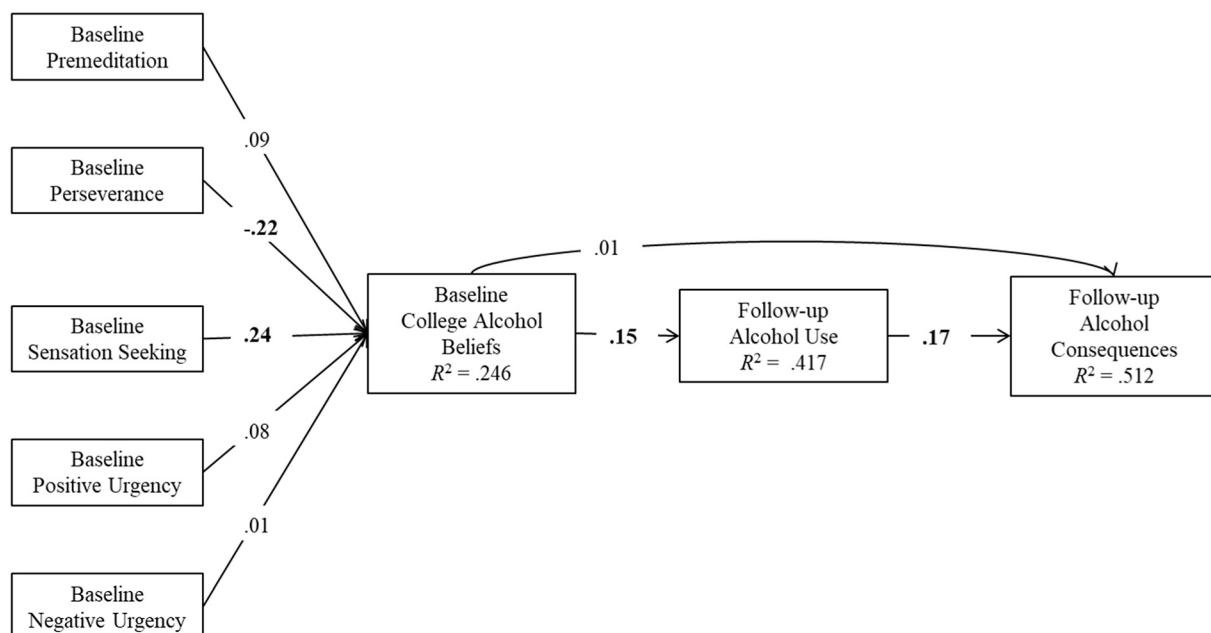 Baseline
Premeditation
.09
Baseline
Perseverance
-.22
Baseline
Sensation Seeking
.24
Baseline
Positive Urgency
.08
Baseline
Negative Urgency
.01
Baseline
College Alcohol
Beliefs
R² = .246
.01
.15
Follow-up
Alcohol Use
R² = .417
.17
Follow-up
Alcohol
Consequences
R² = .512